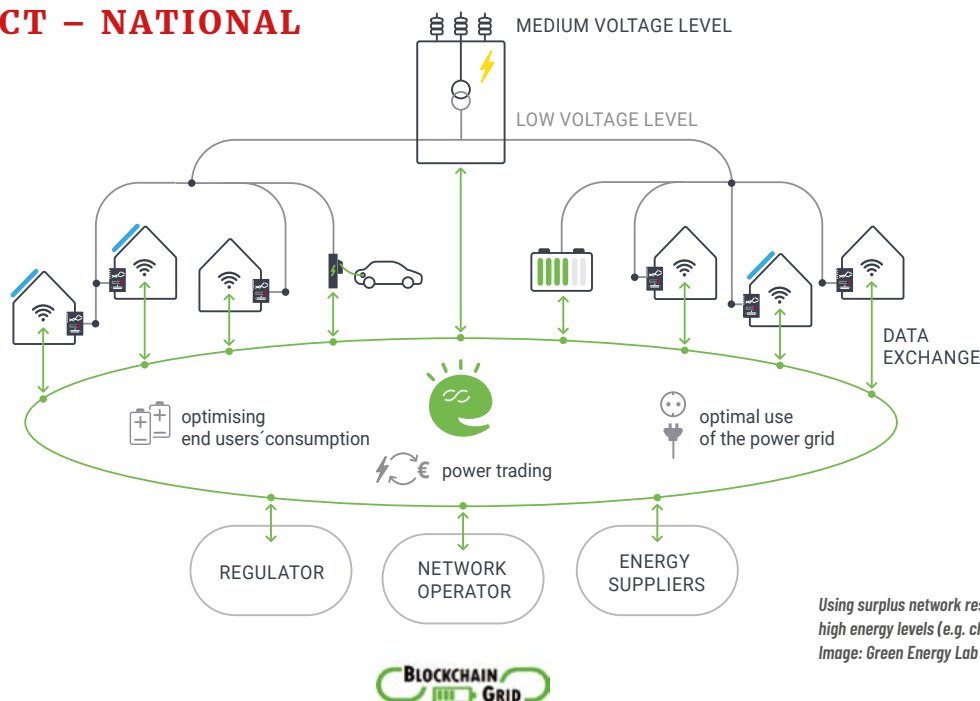 CT – NATIONAL
MEDIUM VOLTAGE LEVEL
LOW VOLTAGE LEVEL
DATA
EXCHANGE
optimising
end users´consumption
optimal use
of the power grid
€ power trading
REGULATOR
NETWORK
OPERATOR
ENERGY
SUPPLIERS
Using surplus network res
high energy levels (e.g. cl
Image: Green Energy Lab
BLOCKCHAIN
GRID